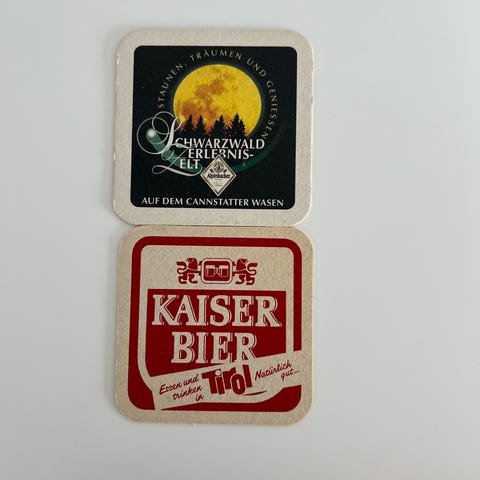 STAUNEN, TRÄUMEN UND GENIESSEN
SCHWARZWALD
ERLEBNIS-
ZELT
Alpirsbacher
AUF DEM CANNSTATTER WASEN
KAISER
BIER
Essen und
trinken
in
Tirol
Natürlich
gut...